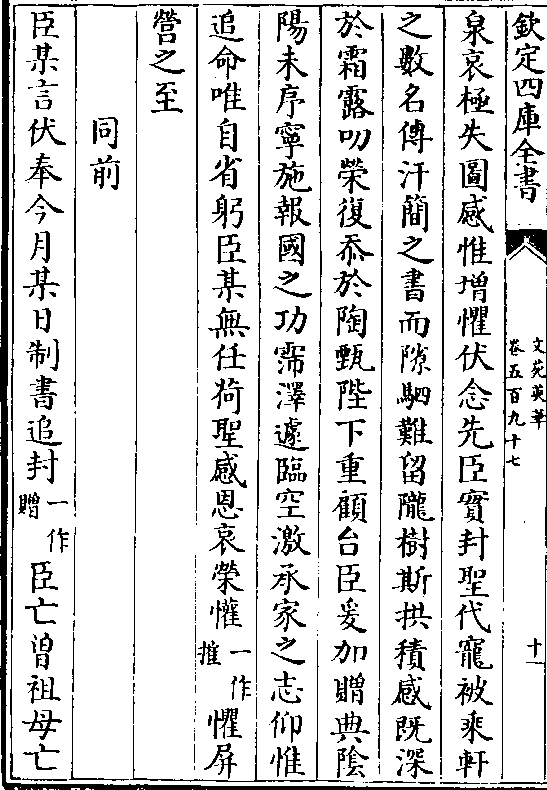 欽定四庫全書
文苑英華
卷五百九十七
十一
泉哀極失圖感惟增懼伏念先臣實封聖代寵被乘軒
之數名傳汗簡之書而隙駟難留隴樹斯拱積感既深
於霜露叨榮復忝於陶甄陛下重顧台臣爰加贈典陰
陽未序寧施報國之功霈澤遽臨空激承家之志仰惟
追命唯自省躬臣某無任荷聖感恩哀榮懽一作摧懼屏
營之至
同前
臣某言伏奉今月某日制書追封一作贈臣亡曾祖母亡